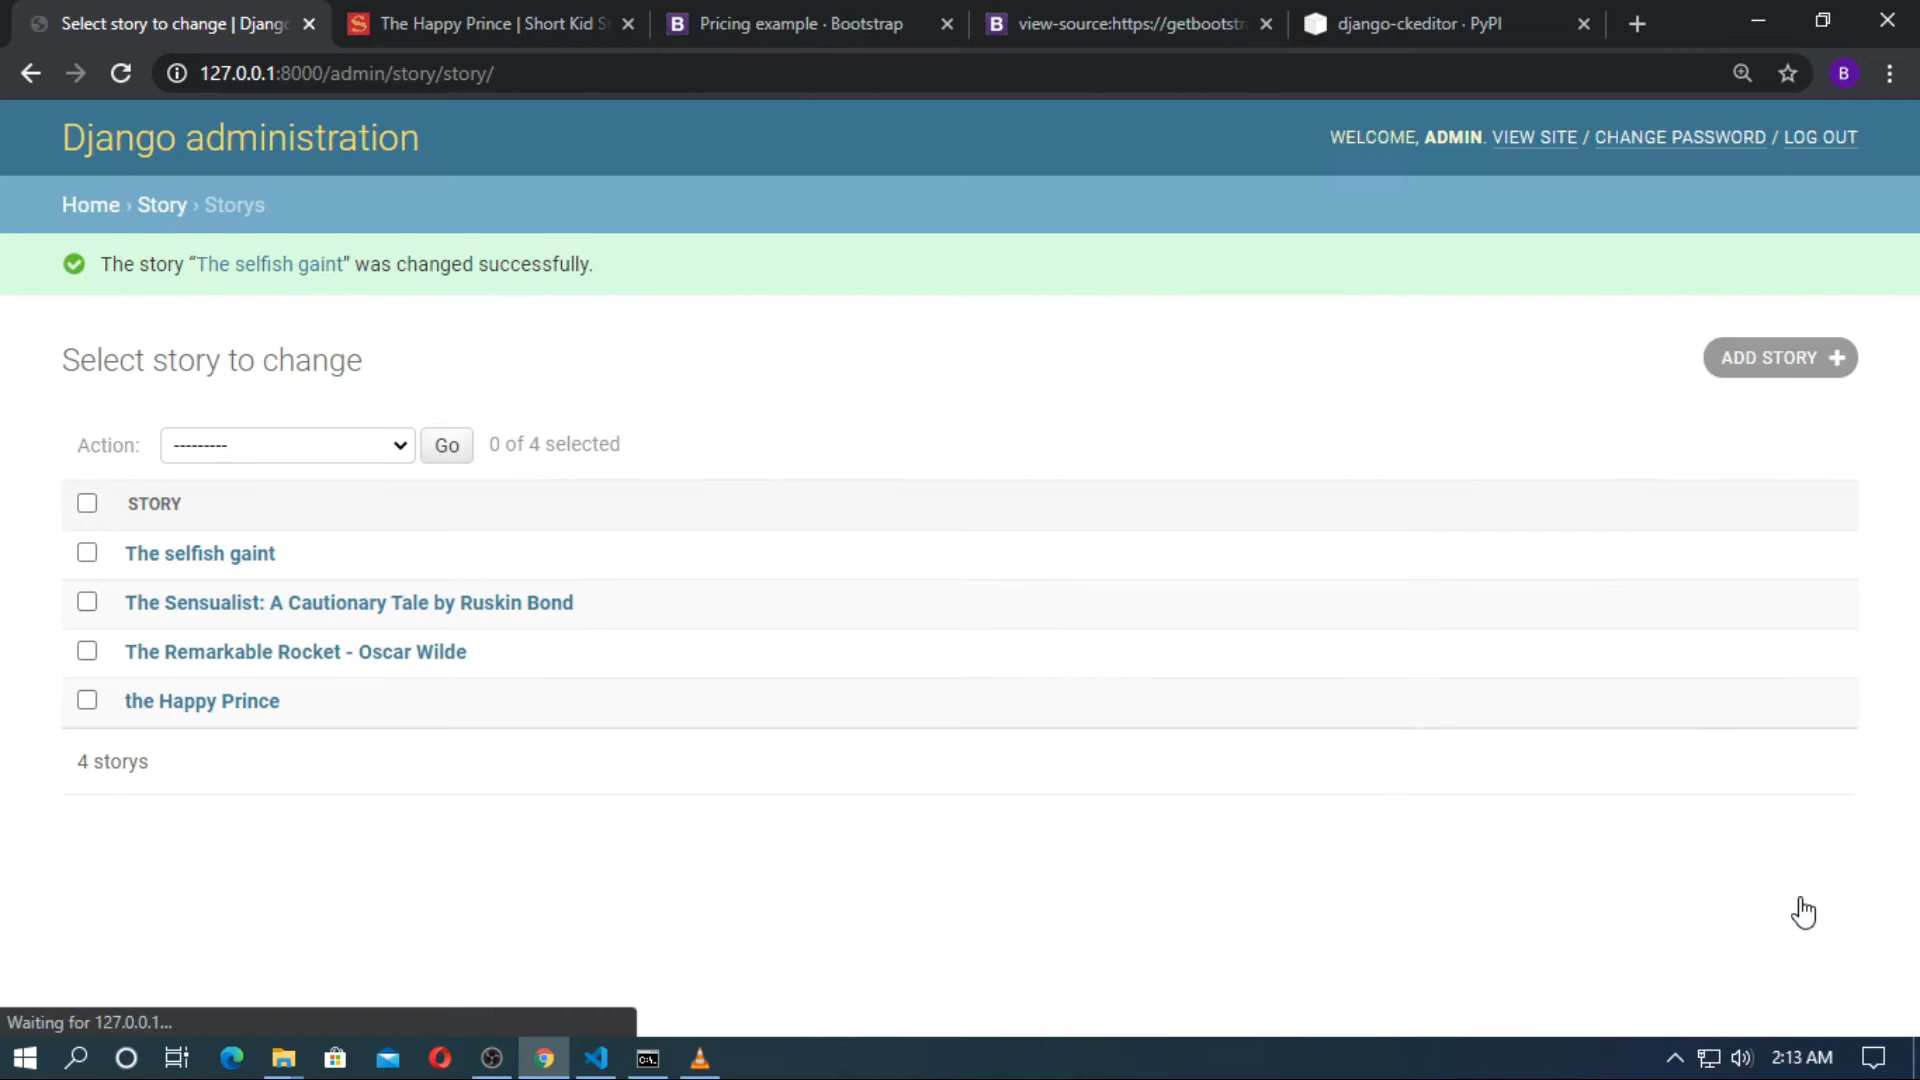 Select story to change | Django
The Happy Prince | Short Kid S
B Pricing example · Bootstrap
B view-source:https://getbootstr
django-ckeditor · PyPI
127.0.0.1:8000/admin/story/story/
B
Django administration
WELCOME, ADMIN. VIEW SITE / CHANGE PASSWORD / LOG OUT
Home › Story › Storys
The story “The selfish gaint” was changed successfully.
Select story to change
ADD STORY
Action: --------- Go 0 of 4 selected
STORY
The selfish gaint
The Sensualist: A Cautionary Tale by Ruskin Bond
The Remarkable Rocket - Oscar Wilde
the Happy Prince
4 storys
Waiting for 127.0.0.1...
2:13 AM